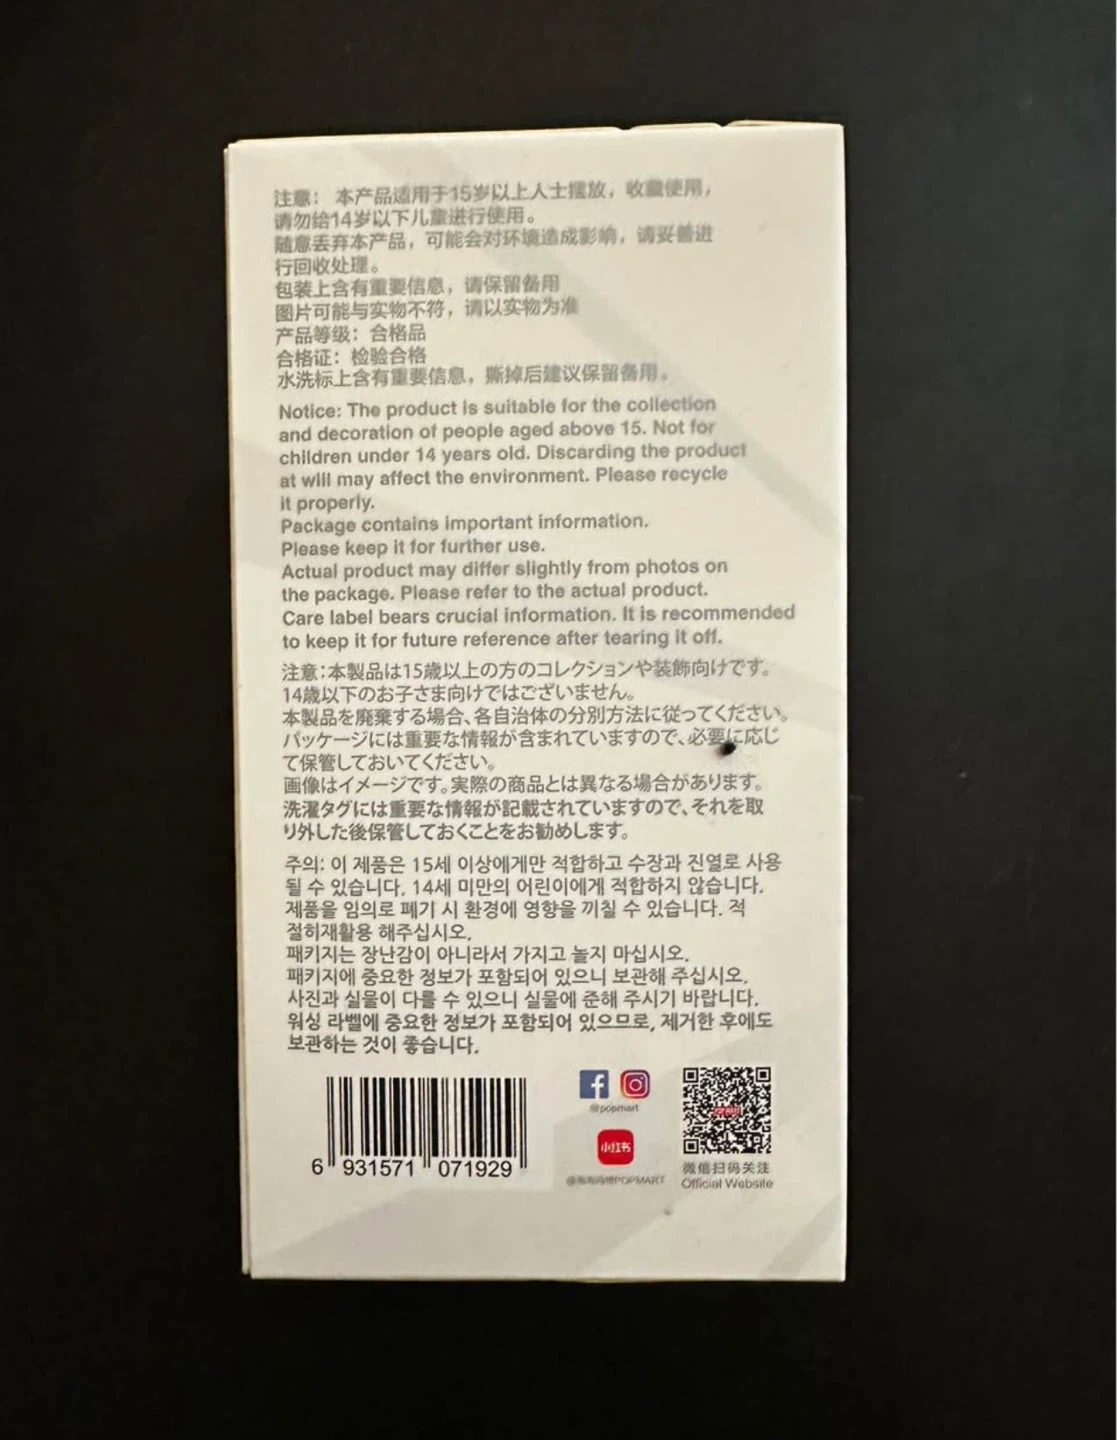 注意： 本产品适用于15岁以上人士摆放，收藏使用，
请勿给14岁以下儿童进行使用。
随意丢弃本产品，可能会对环境造成影响，请妥善进
行回收处理。
包装上含有重要信息，请保留备用
图片可能与实物不符，请以实物为准
产品等级：合格品
合格证：检验合格
水洗标上含有重要信息，撕掉后建议保留备用。
Notice: The product is suitable for the collection
and decoration of people aged above 15. Not for
children under 14 years old. Discarding the product
at will may affect the environment. Please recycle
it properly.
Package contains important information.
Please keep it for further use.
Actual product may differ slightly from photos on
the package. Please refer to the actual product.
Care label bears crucial information. It is recommended
to keep it for future reference after tearing it off.
注意：本製品は15歳以上の方のコレクションや装飾向けです。
14歳以下のお子さま向けではございません。
本製品を廃棄する場合、各自治体の分別方法に従ってください。
パッケージには重要な情報が含まれていますので、必要に応じ
て保管しておいてください。
画像はイメージです。実際の商品とは異なる場合があります。
洗濯タグには重要な情報が記載されていますので、それを取
り外した後保管しておくことをお勧めします。
주의: 이 제품은 15세 이상에게만 적합하고 수장과 진열로 사용
될 수 있습니다. 14세 미만의 어린이에게 적합하지 않습니다.
제품을 임의로 폐기 시 환경에 영향을 끼칠 수 있습니다. 적
절히재활용 해주십시오.
패키지는 장난감이 아니라서 가지고 놀지 마십시오.
패키지에 중요한 정보가 포함되어 있으니 보관해 주십시오.
사진과 실물이 다를 수 있으니 실물에 준해 주시기 바랍니다.
워싱 라벨에 중요한 정보가 포함되어 있으므로, 제거한 후에도
보관하는 것이 좋습니다.
@popmart
小红书
POPMART
6 931571 071929
微信扫码关注
Official Website